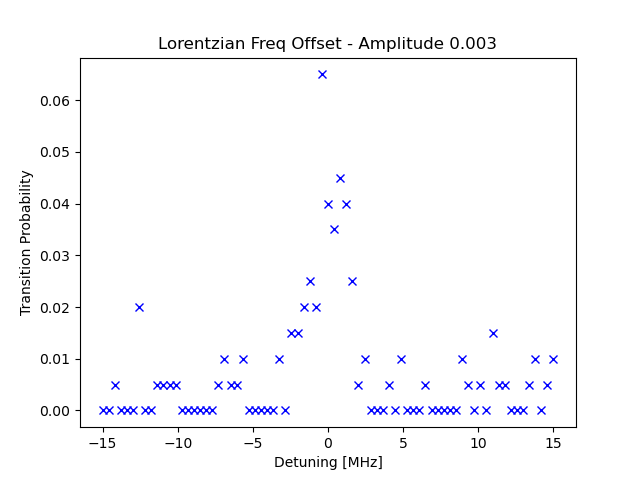 Lorentzian Freq Offset - Amplitude 0.003
Transition Probability
0.06
0.05
0.04
0.03
0.02
0.01
0.00
−15 −10 −5 0 5 10 15
Detuning [MHz]